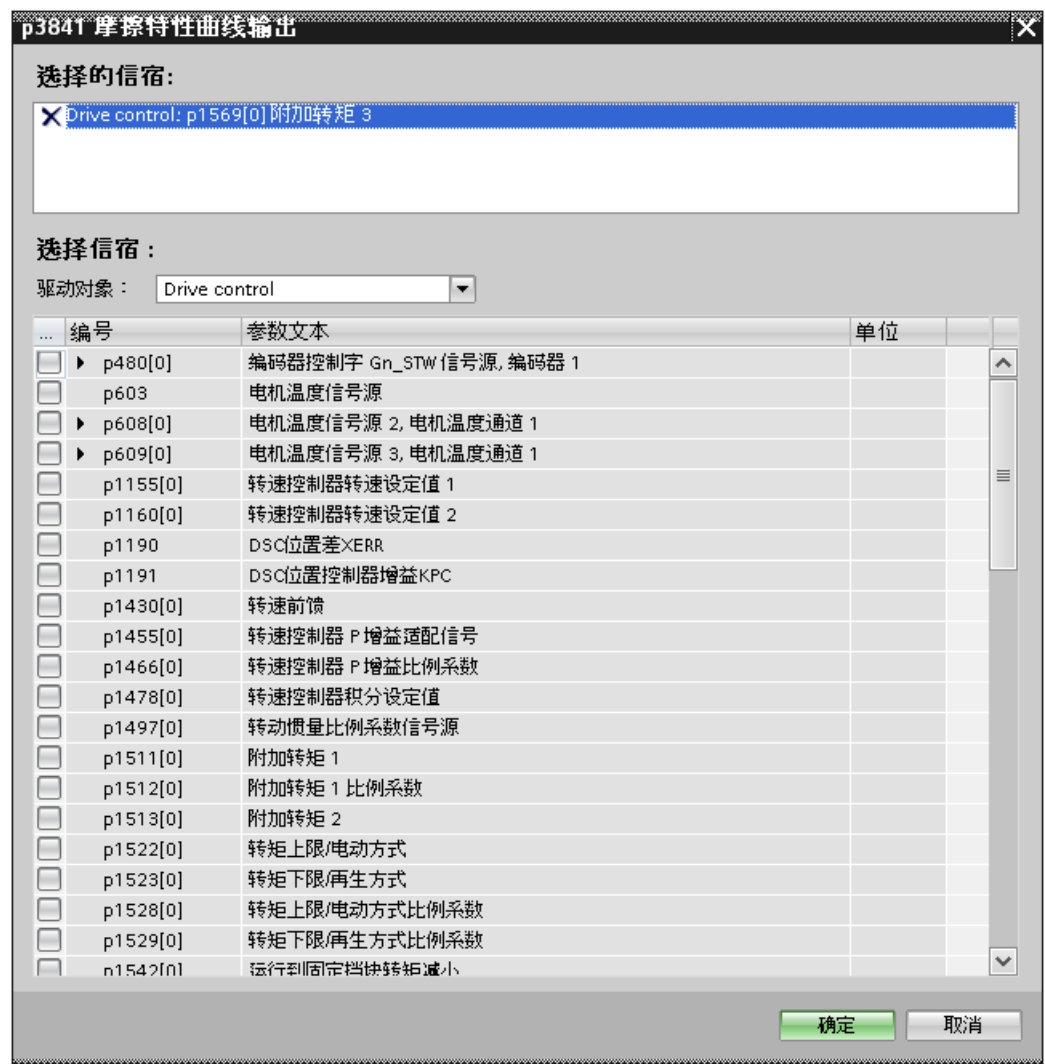 p3841 摩擦特性曲线输出
选择的信宿:
Drive control: p1569[0] 附加转矩 3
选择信宿：
驱动对象： Drive control
... 编号 参数文本 单位
p480[0] 编码器控制字 Gn_STW 信号源, 编码器 1
p603 电机温度信号源
p608[0] 电机温度信号源 2, 电机温度通道 1
p609[0] 电机温度信号源 3, 电机温度通道 1
p1155[0] 转速控制器转速设定值 1
p1160[0] 转速控制器转速设定值 2
p1190 DSC位置差XERR
p1191 DSC位置控制器增益KPC
p1430[0] 转速前馈
p1455[0] 转速控制器 P 增益适配信号
p1466[0] 转速控制器 P 增益比例系数
p1478[0] 转速控制器积分设定值
p1497[0] 转动惯量比例系数信号源
p1511[0] 附加转矩 1
p1512[0] 附加转矩 1 比例系数
p1513[0] 附加转矩 2
p1522[0] 转矩上限/电动方式
p1523[0] 转矩下限/再生方式
p1528[0] 转矩上限/电动方式比例系数
p1529[0] 转矩下限/再生方式比例系数
p1542[0] 运行到固定挡块转矩减小
确定 取消